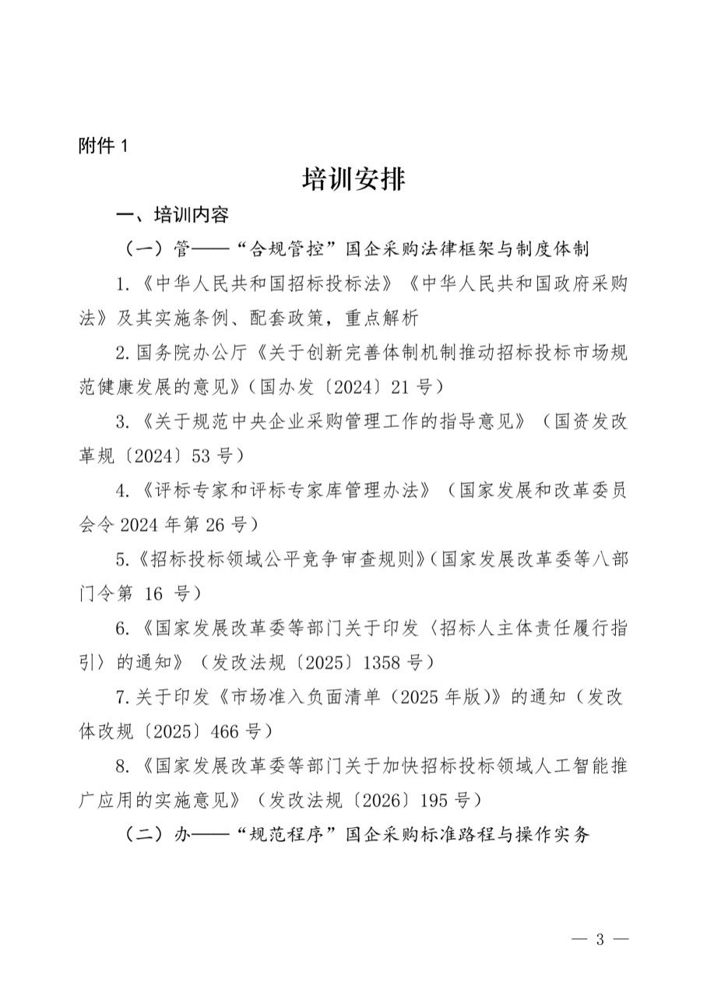 附件 1
培训安排
一、培训内容
（一）管——“合规管控”国企采购法律框架与制度体制
1.《中华人民共和国招标投标法》《中华人民共和国政府采购
法》及其实施条例、配套政策，重点解析
2.国务院办公厅《关于创新完善体制机制推动招标投标市场规
范健康发展的意见》（国办发〔2024〕21 号）
3.《关于规范中央企业采购管理工作的指导意见》（国资发改
革规〔2024〕53 号）
4.《评标专家和评标专家库管理办法》（国家发展和改革委员
会令 2024 年第 26 号）
5.《招标投标领域公平竞争审查规则》（国家发展改革委等八部
门令第 16 号）
6.《国家发展改革委等部门关于印发〈招标人主体责任履行指
引〉的通知》（发改法规〔2025〕1358 号）
7.关于印发《市场准入负面清单（2025 年版）》的通知（发改
体改规〔2025〕466 号）
8.《国家发展改革委等部门关于加快招标投标领域人工智能推
广应用的实施意见》（发改法规〔2026〕195 号）
（二）办——“规范程序”国企采购标准路程与操作实务
— 3 —